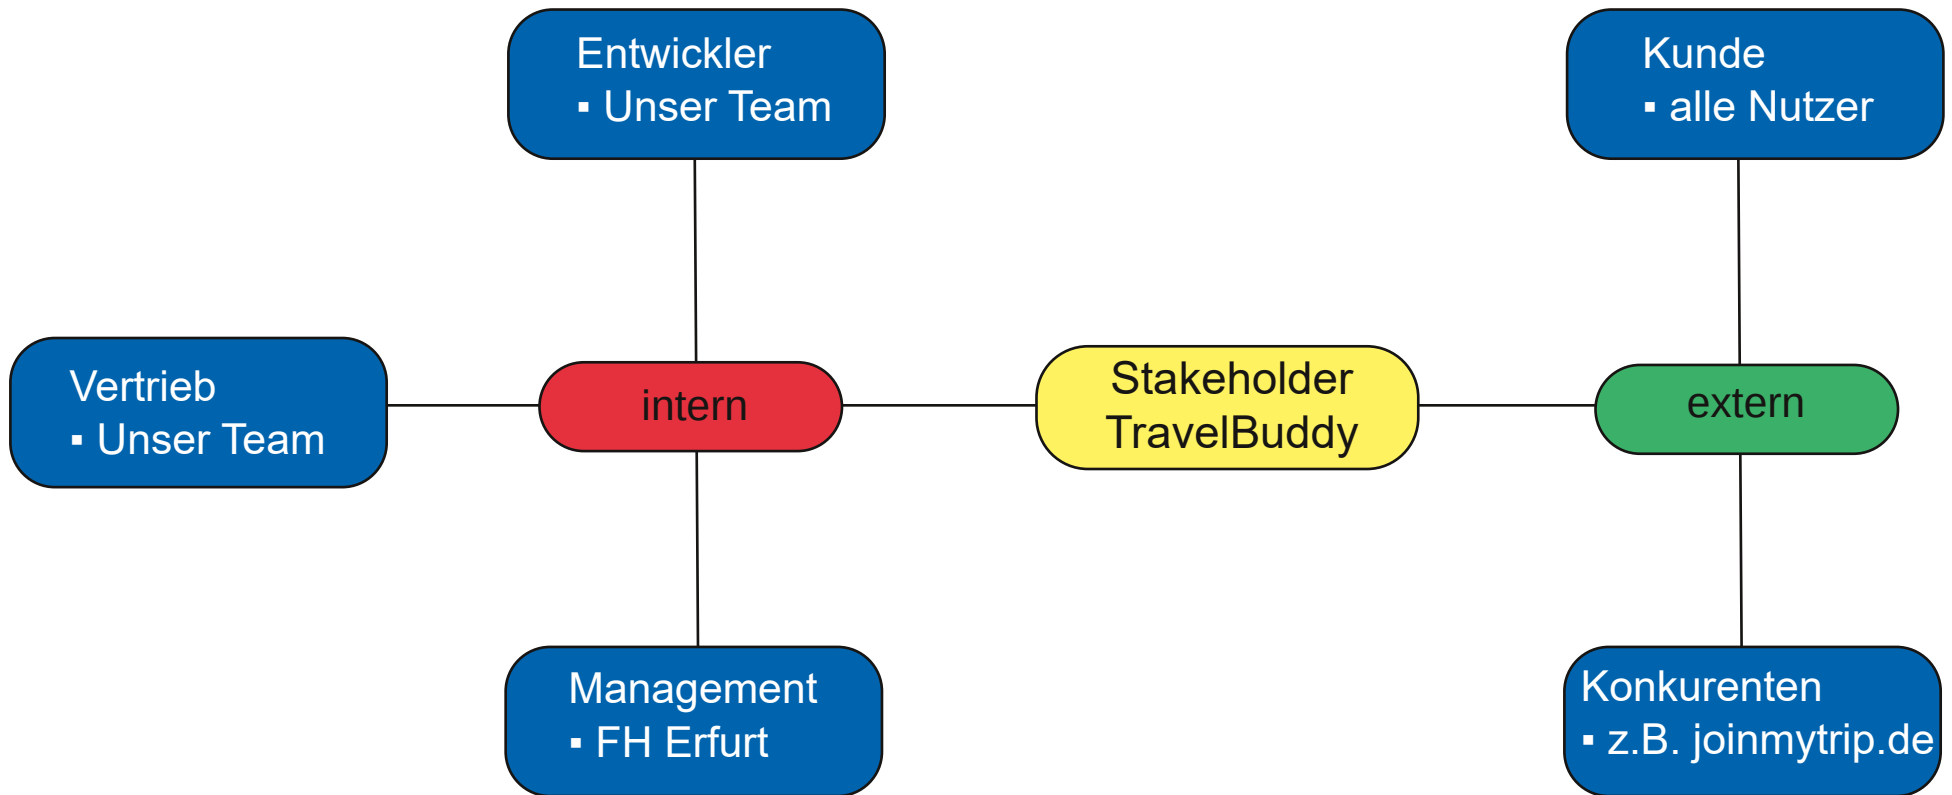 Entwickler
▪ Unser Team
Kunde
▪ alle Nutzer
Vertrieb
▪ Unser Team
intern
Stakeholder
TravelBuddy
extern
Management
▪ FH Erfurt
Konkurenten
▪ z.B. joinmytrip.de